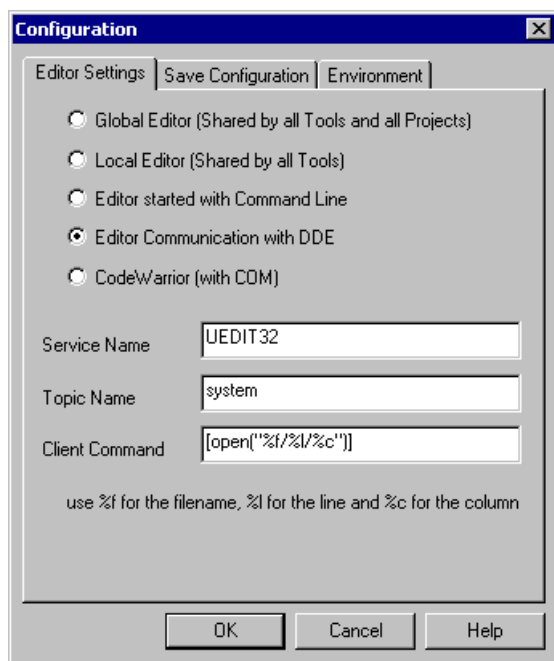 Configuration
Editor Settings Save Configuration Environment
Global Editor (Shared by all Tools and all Projects)
Local Editor (Shared by all Tools)
Editor started with Command Line
Editor Communication with DDE
CodeWarrior (with COM)
Service Name UEDIT32
Topic Name system
Client Command [open("%f/%l/%c")]
use %f for the filename, %l for the line and %c for the column
OK Cancel Help